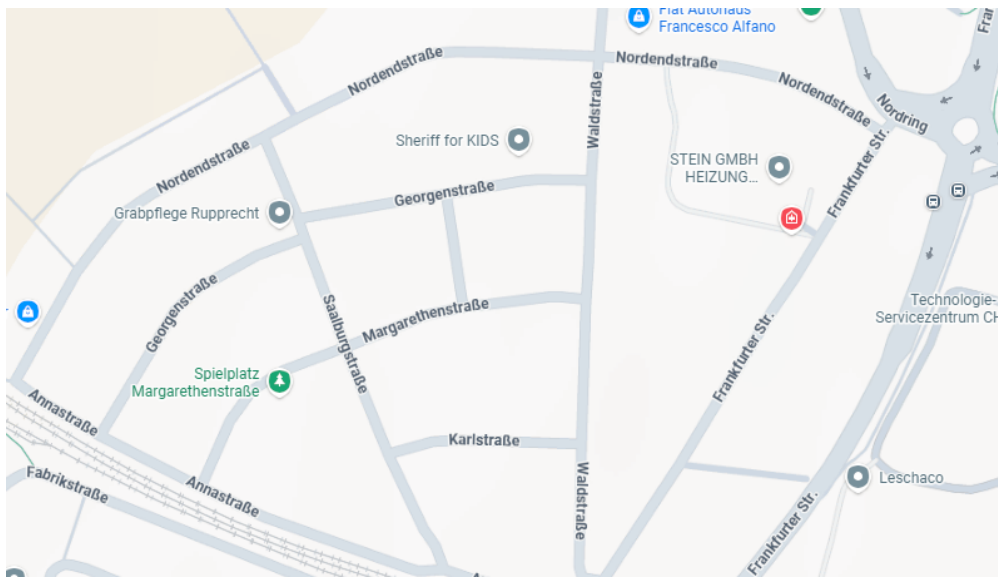 Fiat Autohaus
Francesco Alfano
Nordendstraße
Nordendstraße
Nordendstraße
Nordendstraße
Waldstraße
Nordring
Sheriff for KIDS
STEIN GMBH
HEIZUNG...
Frankfurter Str.
Georgenstraße
Grabpflege Rupprecht
Georgenstraße
Saalburgstraße
Margarethenstraße
Technologie-
Servicezentrum CH
Frankfurter Str.
Spielplatz
Margarethenstraße
Annastraße
Karlstraße
Waldstraße
Fabrikstraße
Annastraße
Leschaco
Frankfurter Str.